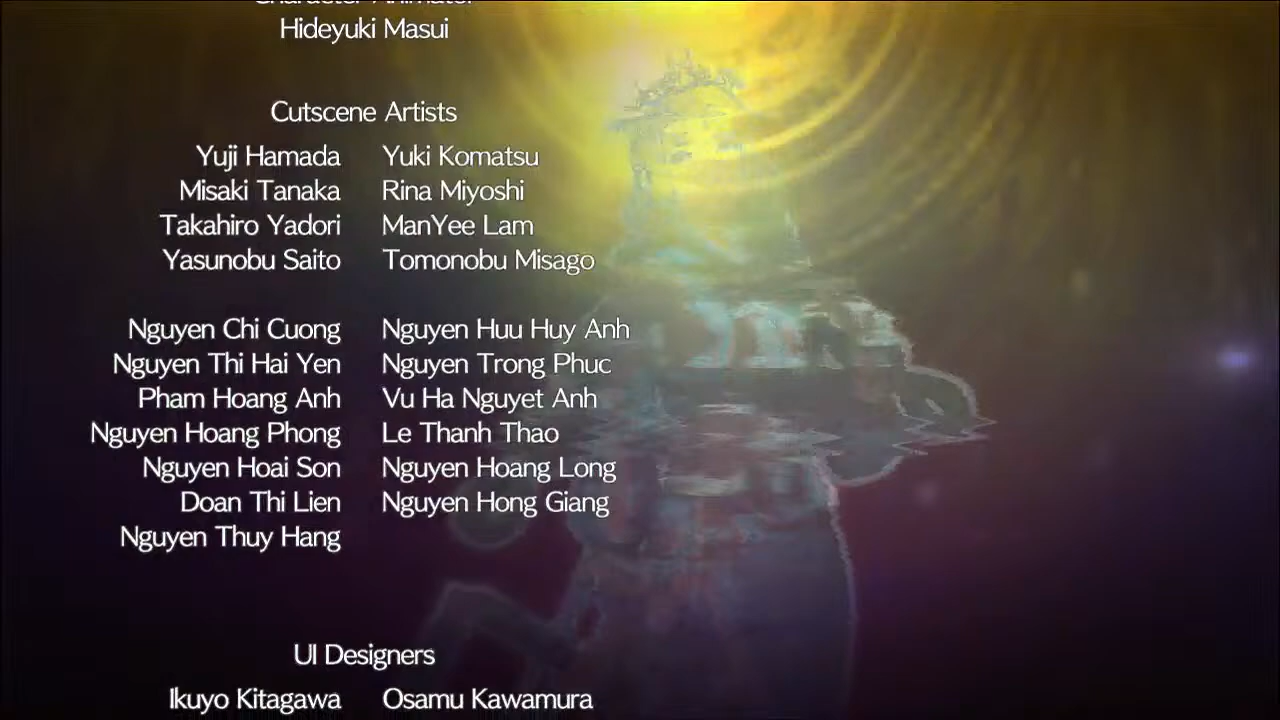 Character Animator
Hideyuki Masui
Cutscene Artists
Yuji Hamada Yuki Komatsu
Misaki Tanaka Rina Miyoshi
Takahiro Yadori ManYee Lam
Yasunobu Saito Tomonobu Misago
Nguyen Chi Cuong Nguyen Huu Huy Anh
Nguyen Thi Hai Yen Nguyen Trong Phuc
Pham Hoang Anh Vu Ha Nguyet Anh
Nguyen Hoang Phong Le Thanh Thao
Nguyen Hoai Son Nguyen Hoang Long
Doan Thi Lien Nguyen Hong Giang
Nguyen Thuy Hang
UI Designers
Ikuyo Kitagawa Osamu Kawamura